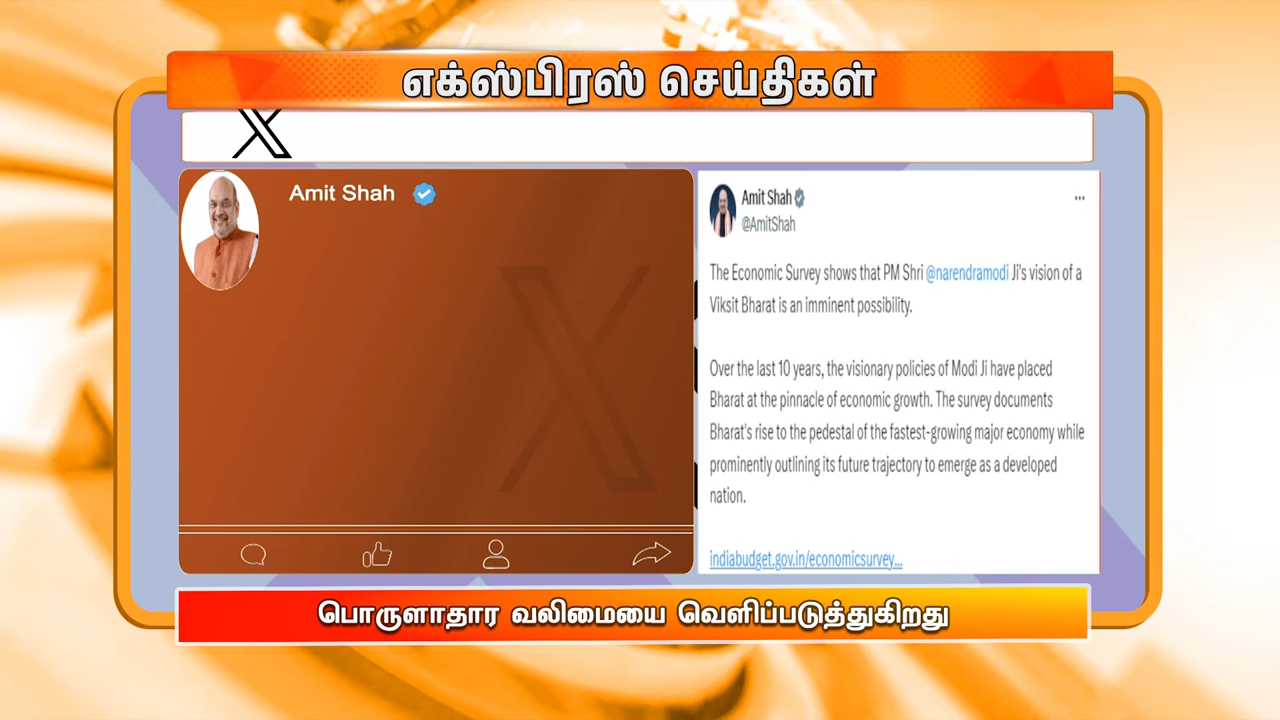 எக்ஸ்பிரஸ் செய்திகள்
X
Amit Shah
Amit Shah
@AmitShah
The Economic Survey shows that PM Shri @narendramodi Ji's vision of a
Viksit Bharat is an imminent possibility.
Over the last 10 years, the visionary policies of Modi Ji have placed
Bharat at the pinnacle of economic growth. The survey documents
Bharat's rise to the pedestal of the fastest-growing major economy while
prominently outlining its future trajectory to emerge as a developed
nation.
indiabudget.gov.in/economicsurvey...
பொருளாதார வலிமையை வெளிப்படுத்துகிறது